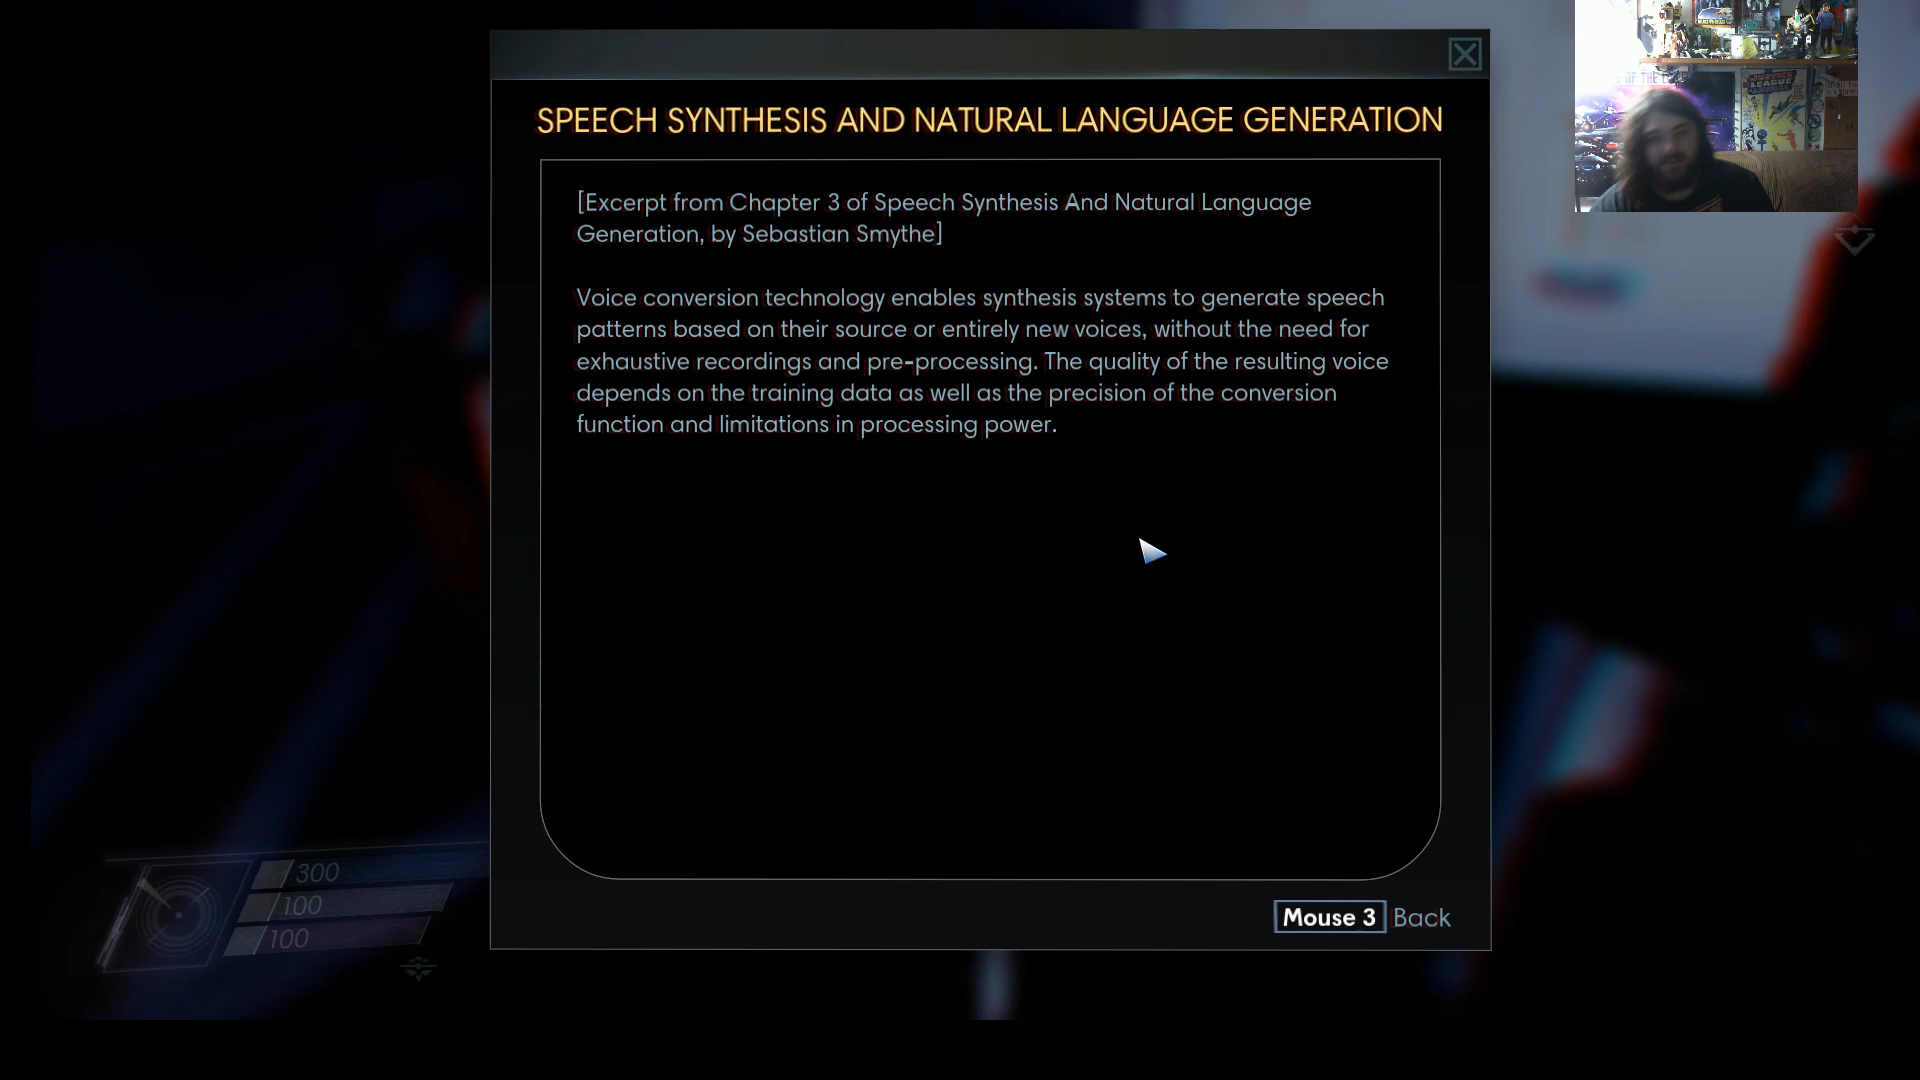 SPEECH SYNTHESIS AND NATURAL LANGUAGE GENERATION
[Excerpt from Chapter 3 of Speech Synthesis And Natural Language
Generation, by Sebastian Smythe]
Voice conversion technology enables synthesis systems to generate speech
patterns based on their source or entirely new voices, without the need for
exhaustive recordings and pre-processing. The quality of the resulting voice
depends on the training data as well as the precision of the conversion
function and limitations in processing power.
300
100
100
Mouse 3 Back
JUSTICE
LEAGUE